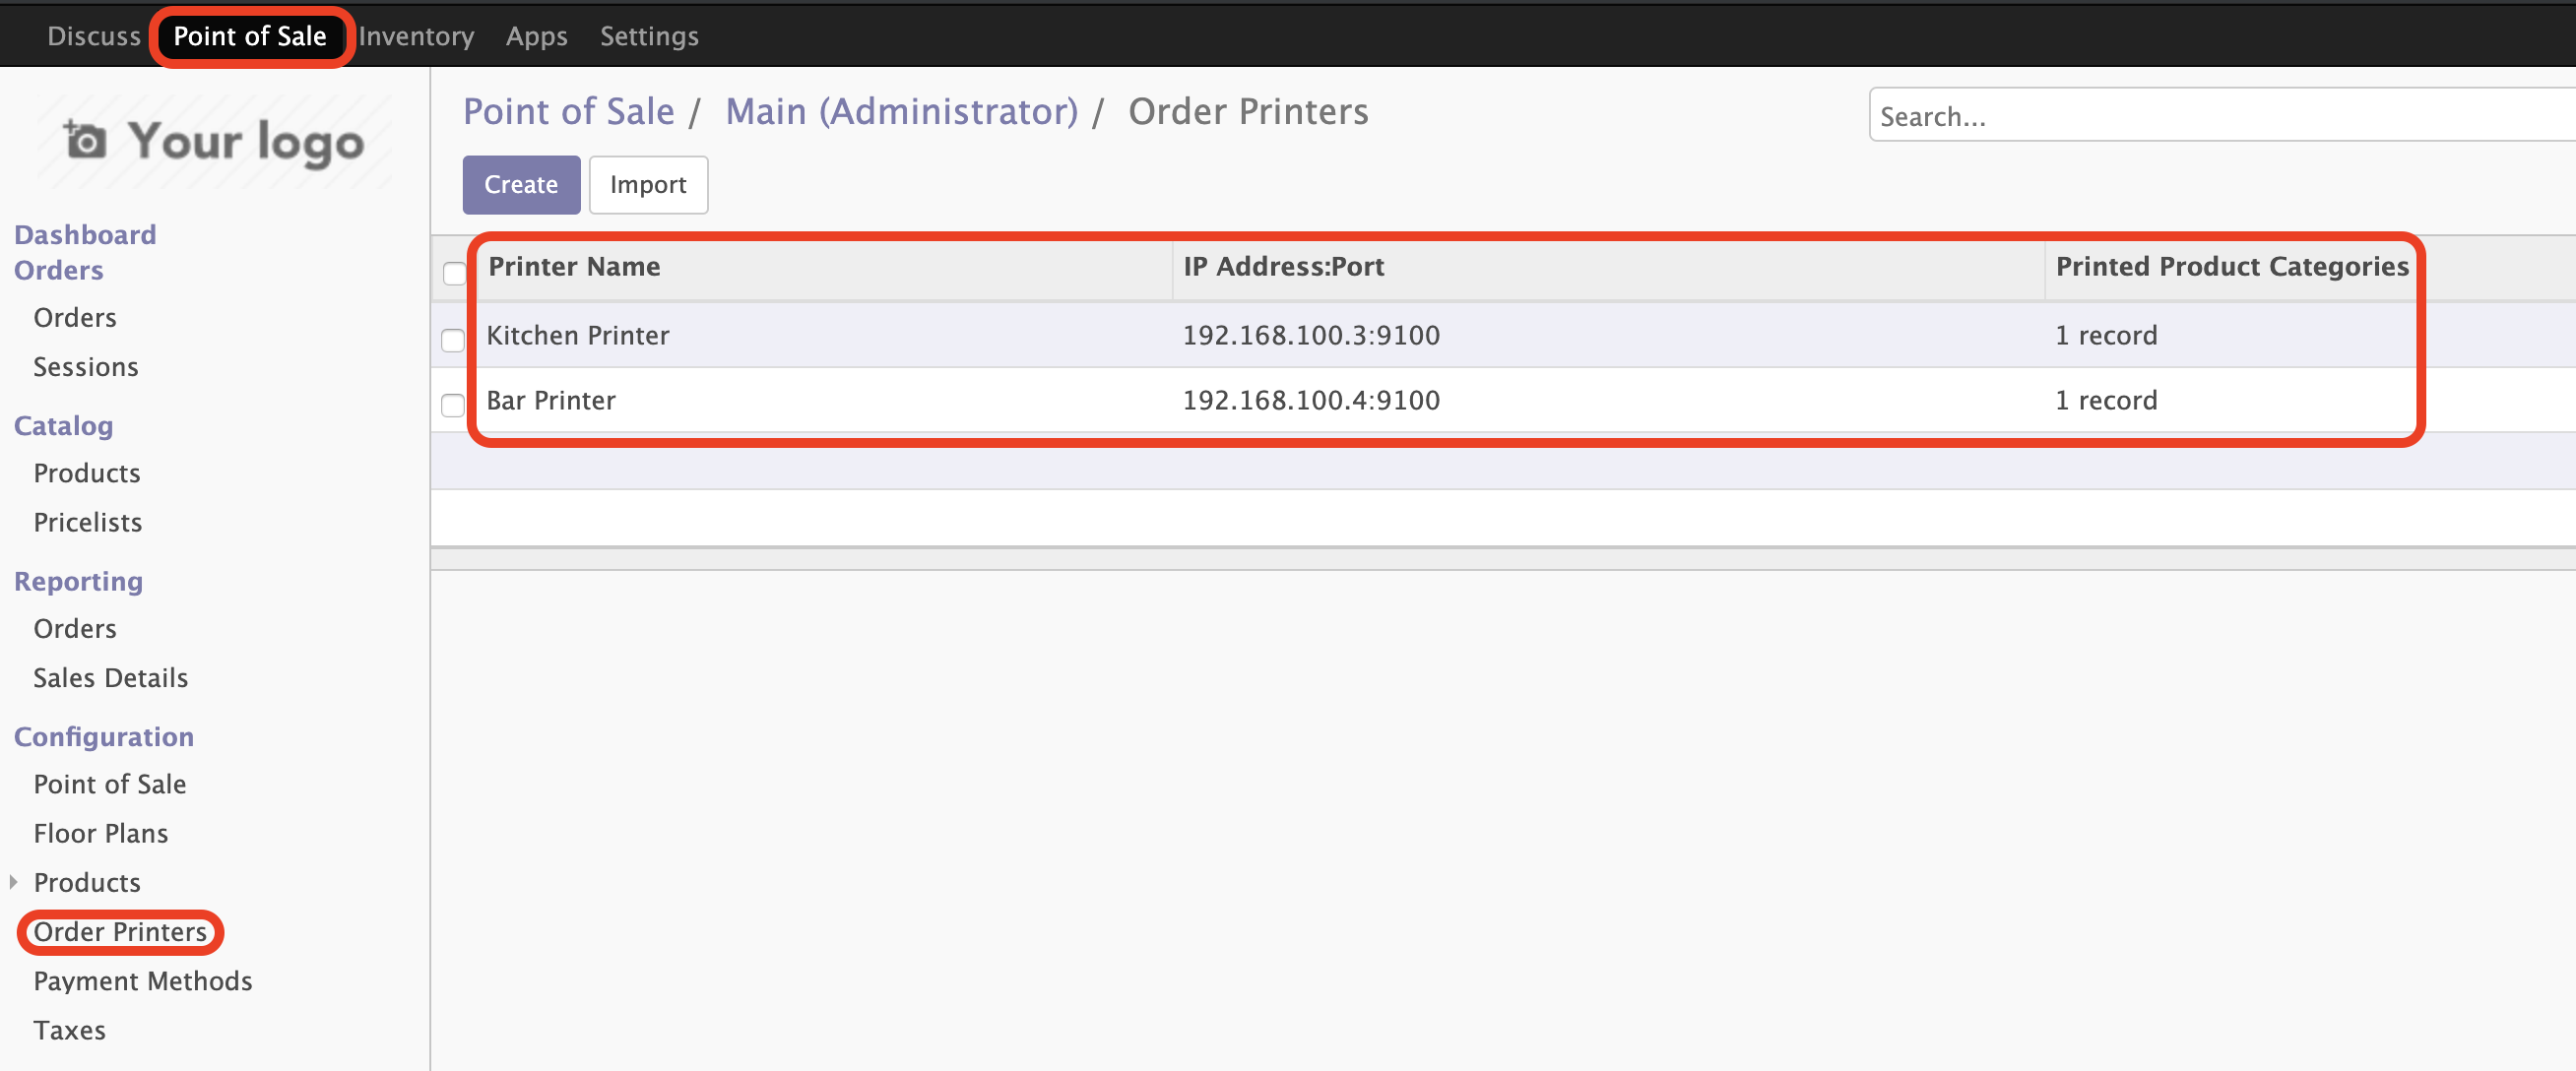 Discuss Point of Sale Inventory Apps Settings
Your logo
Point of Sale / Main (Administrator) / Order Printers
Search...
Create Import
Dashboard
Orders
Orders
Sessions
Catalog
Products
Pricelists
Reporting
Orders
Sales Details
Configuration
Point of Sale
Floor Plans
Products
Order Printers
Payment Methods
Taxes
Printer Name IP Address:Port Printed Product Categories
Kitchen Printer 192.168.100.3:9100 1 record
Bar Printer 192.168.100.4:9100 1 record